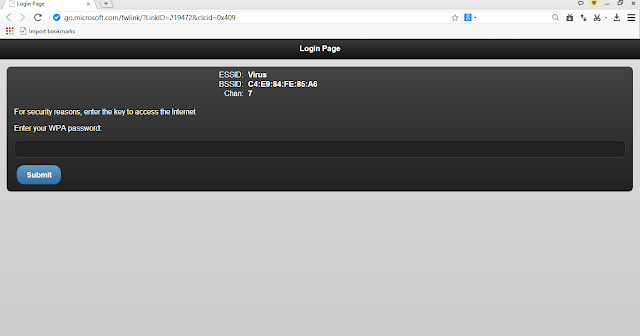 Login Page
go.microsoft.com/fwlink/?LinkID=219472&clcid=0x409
Import bookmarks
Login Page
ESSID: Virus
BSSID: C4:E9:84:FE:85:A6
Chan: 7
For security reasons, enter the key to access the Internet
Enter your WPA password:
Submit